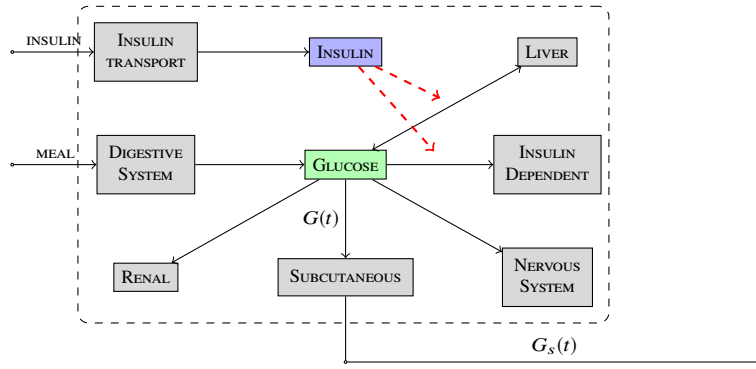 INSULIN
INSULIN
TRANSPORT
INSULIN
LIVER
MEAL
DIGESTIVE
SYSTEM
GLUCOSE
INSULIN
DEPENDENT
G(t)
RENAL
SUBCUTANEOUS
NERVOUS
SYSTEM
G_s(t)